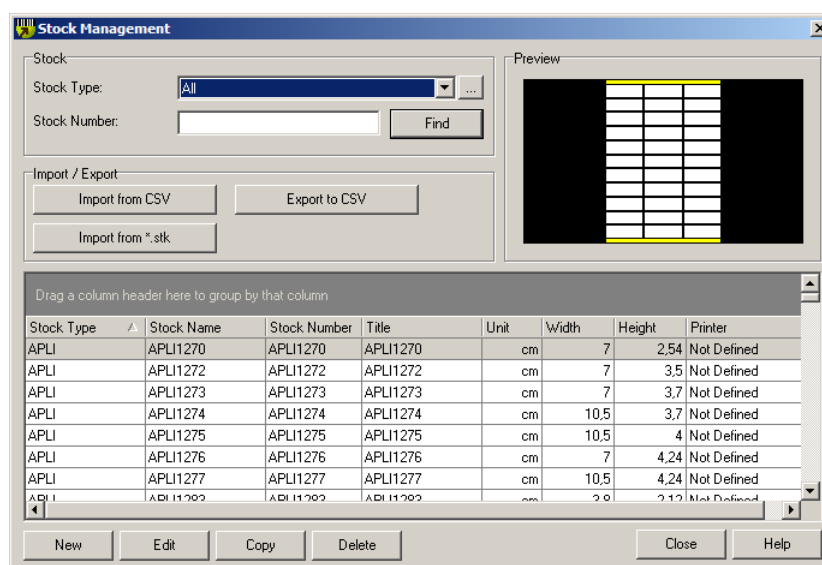 Stock Management
Stock
Stock Type:
All
...
Stock Number:
Find
Preview
Import / Export
Import from CSV
Export to CSV
Import from *.stk
Drag a column header here to group by that column
Stock Type Stock Name Stock Number Title Unit Width Height Printer
APLI APLI1270 APLI1270 APLI1270 cm 7 2,54 Not Defined
APLI APLI1272 APLI1272 APLI1272 cm 7 3,5 Not Defined
APLI APLI1273 APLI1273 APLI1273 cm 7 3,7 Not Defined
APLI APLI1274 APLI1274 APLI1274 cm 10,5 3,7 Not Defined
APLI APLI1275 APLI1275 APLI1275 cm 10,5 4 Not Defined
APLI APLI1276 APLI1276 APLI1276 cm 7 4,24 Not Defined
APLI APLI1277 APLI1277 APLI1277 cm 10,5 4,24 Not Defined
APLI cm Not Defined
New Edit Copy Delete Close Help